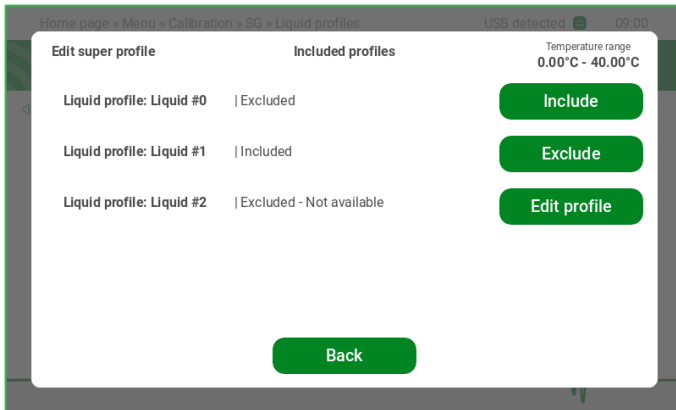 Home page » Menu » Calibration » SG » Liquid profiles USB detected 09:00
Edit super profile Included profiles Temperature range
0.00°C - 40.00°C
Liquid profile: Liquid #0 | Excluded Include
Liquid profile: Liquid #1 | Included Exclude
Liquid profile: Liquid #2 | Excluded - Not available Edit profile
Back